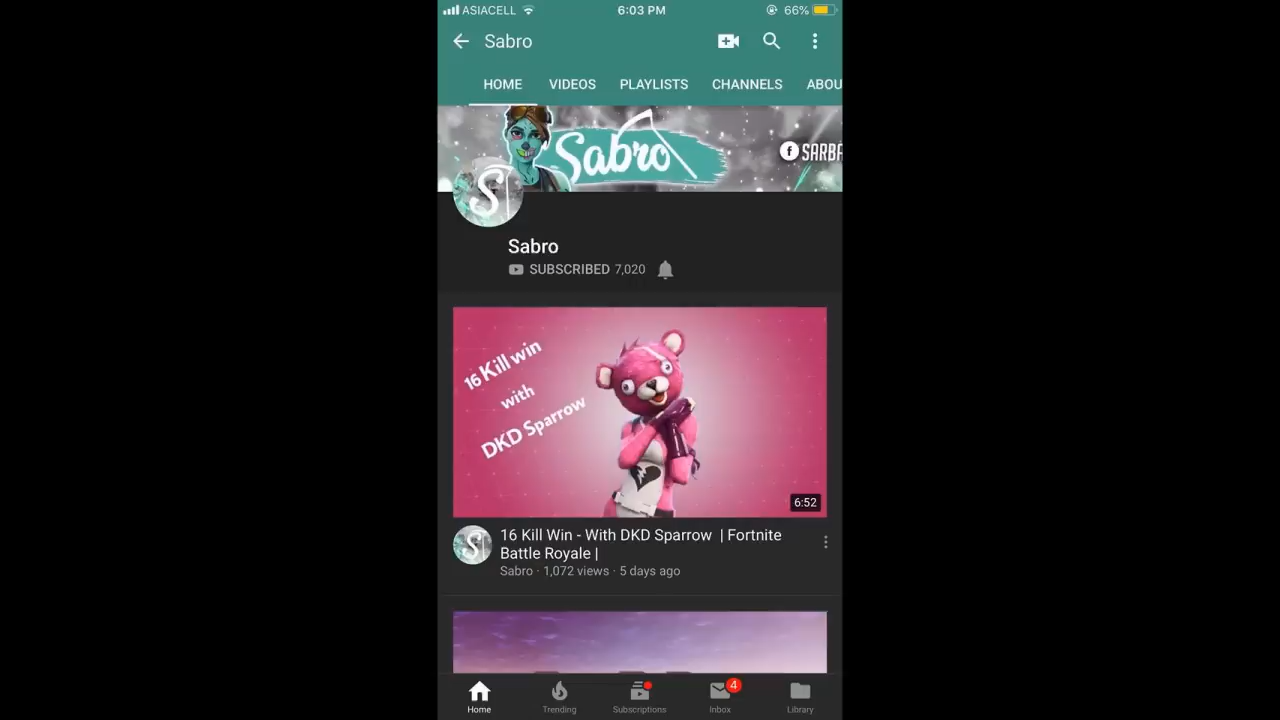 ASIACELL
6:03 PM
66%
Sabro
HOME
VIDEOS
PLAYLISTS
CHANNELS
ABOU
Sabro
f SARBA
S
Sabro
SUBSCRIBED 7,020
16 Kill win
with
DKD Sparrow
6:52
S
16 Kill Win - With DKD Sparrow | Fortnite
Battle Royale |
Sabro · 1,072 views · 5 days ago
4
Home
Trending
Subscriptions
Inbox
Library